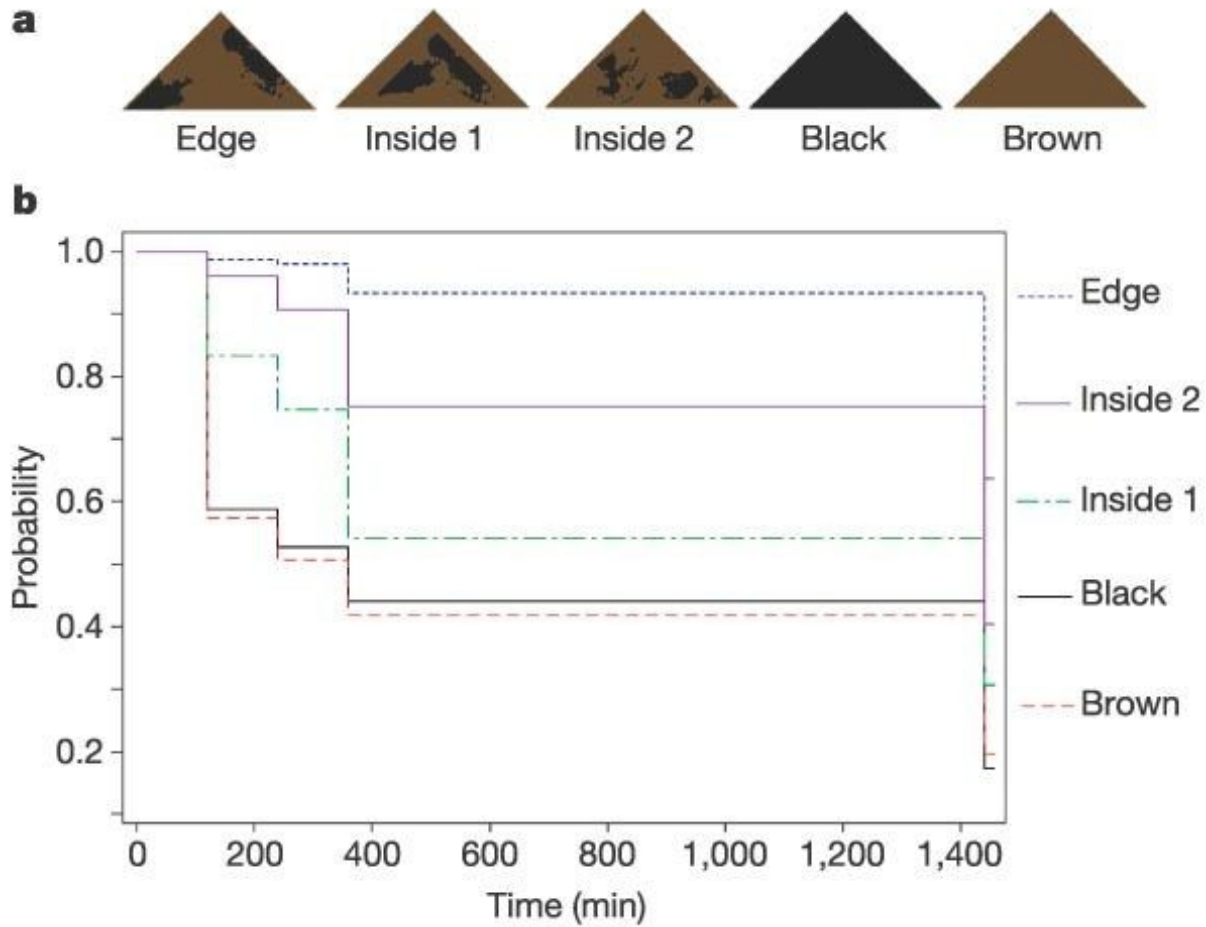 a
Edge Inside 1 Inside 2 Black Brown
b
1.0
0.8
0.6
0.4
0.2
Probability
0 200 400 600 800 1,000 1,200 1,400
Time (min)
Edge
Inside 2
Inside 1
Black
Brown